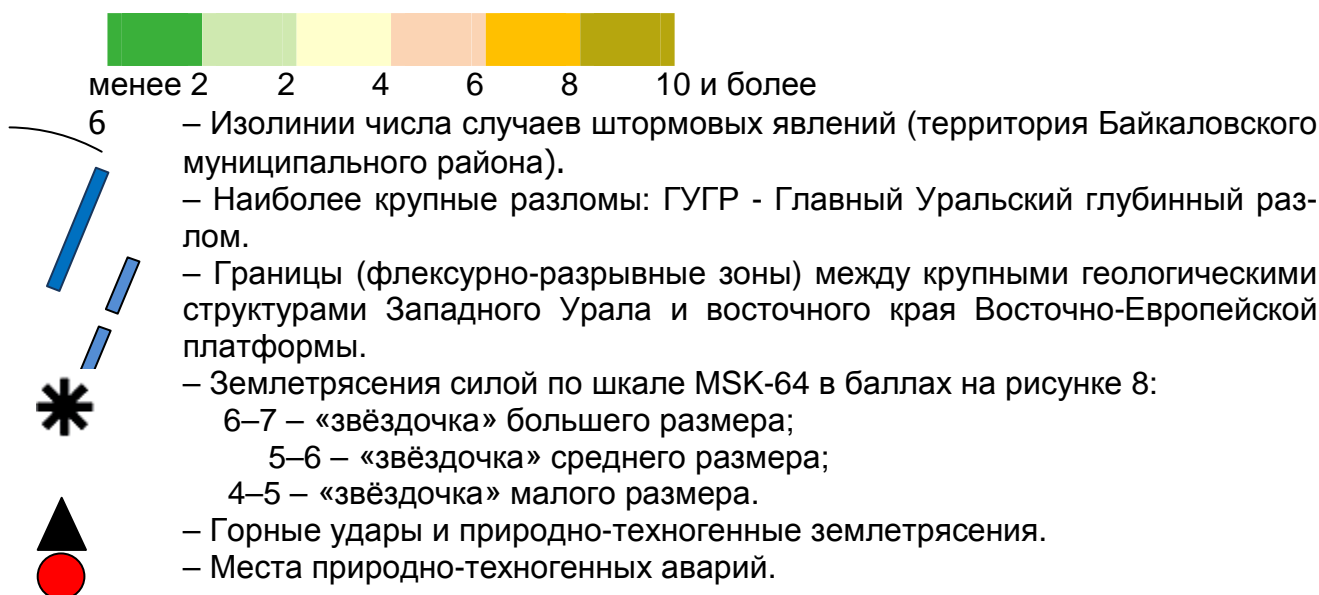 менее 2 2 4 6 8 10 и более
6 – Изолинии числа случаев штормовых явлений (территория Байкаловского
муниципального района).
– Наиболее крупные разломы: ГУГР - Главный Уральский глубинный раз-
лом.
– Границы (флексурно-разрывные зоны) между крупными геологическими
структурами Западного Урала и восточного края Восточно-Европейской
платформы.
– Землетрясения силой по шкале MSK-64 в баллах на рисунке 8:
6–7 – «звёздочка» большего размера;
5–6 – «звёздочка» среднего размера;
4–5 – «звёздочка» малого размера.
– Горные удары и природно-техногенные землетрясения.
– Места природно-техногенных аварий.